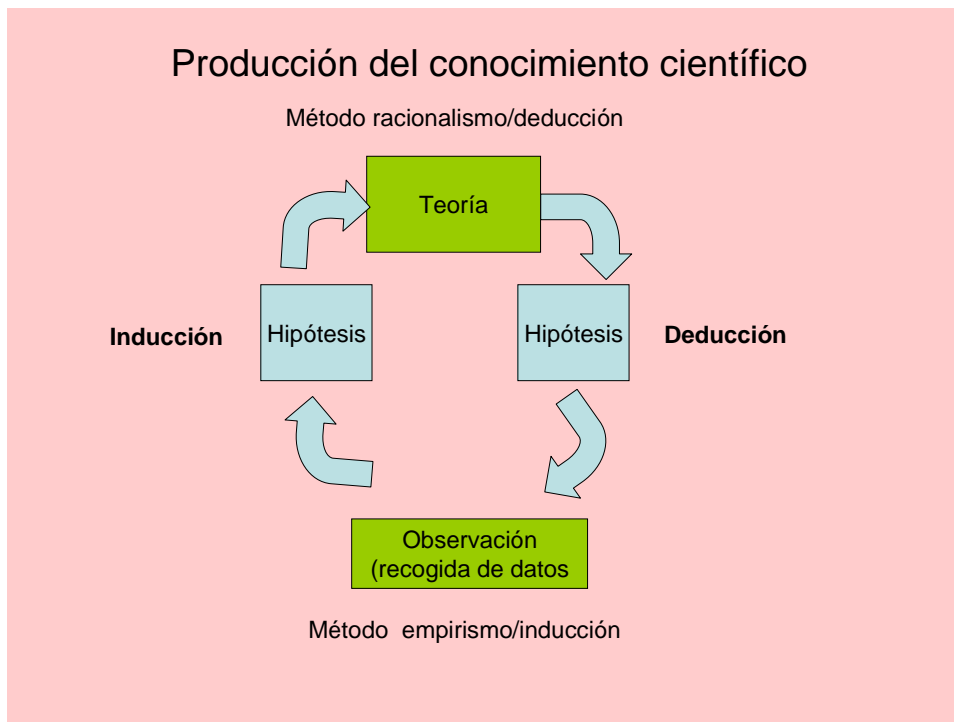 Producción del conocimiento científico
Método racionalismo/deducción
Teoría
Inducción
Hipótesis
Hipótesis
Deducción
Observación
(recogida de datos
Método empirismo/inducción